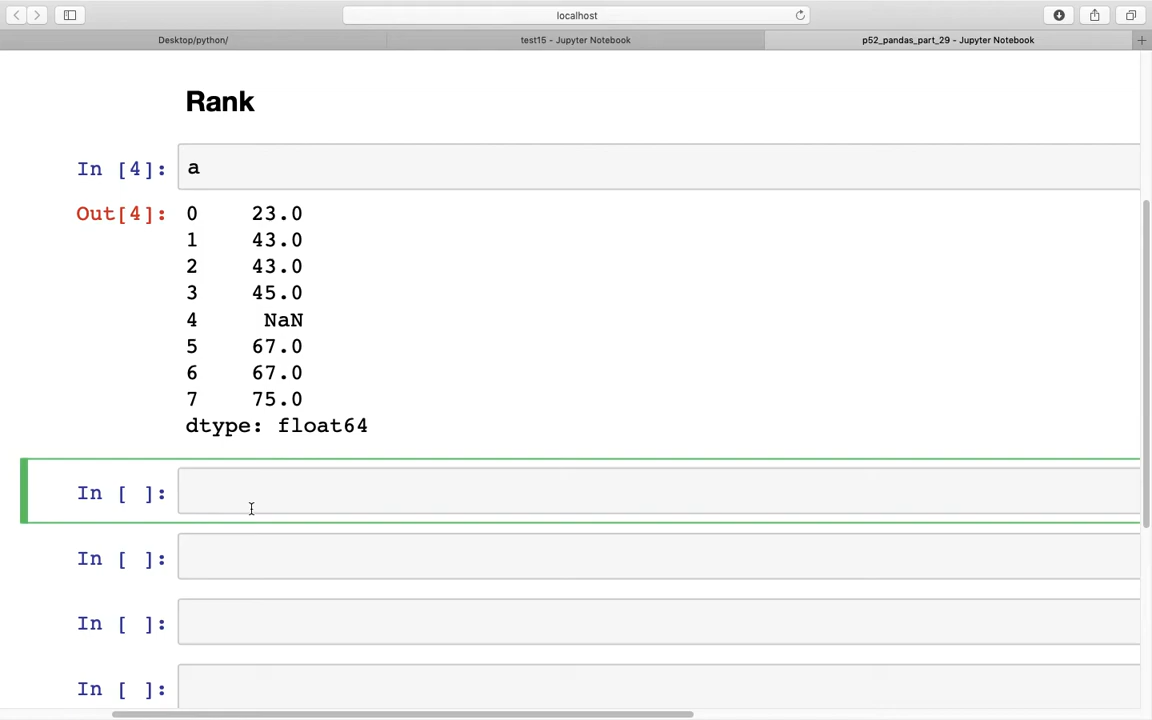 localhost
Desktop/python/
test15 - Jupyter Notebook
p52_pandas_part_29 - Jupyter Notebook
Rank
In [4]:
a
Out[4]:
0 23.0
1 43.0
2 43.0
3 45.0
4 NaN
5 67.0
6 67.0
7 75.0
dtype: float64
In [ ]:
In [ ]:
In [ ]:
In [ ]: